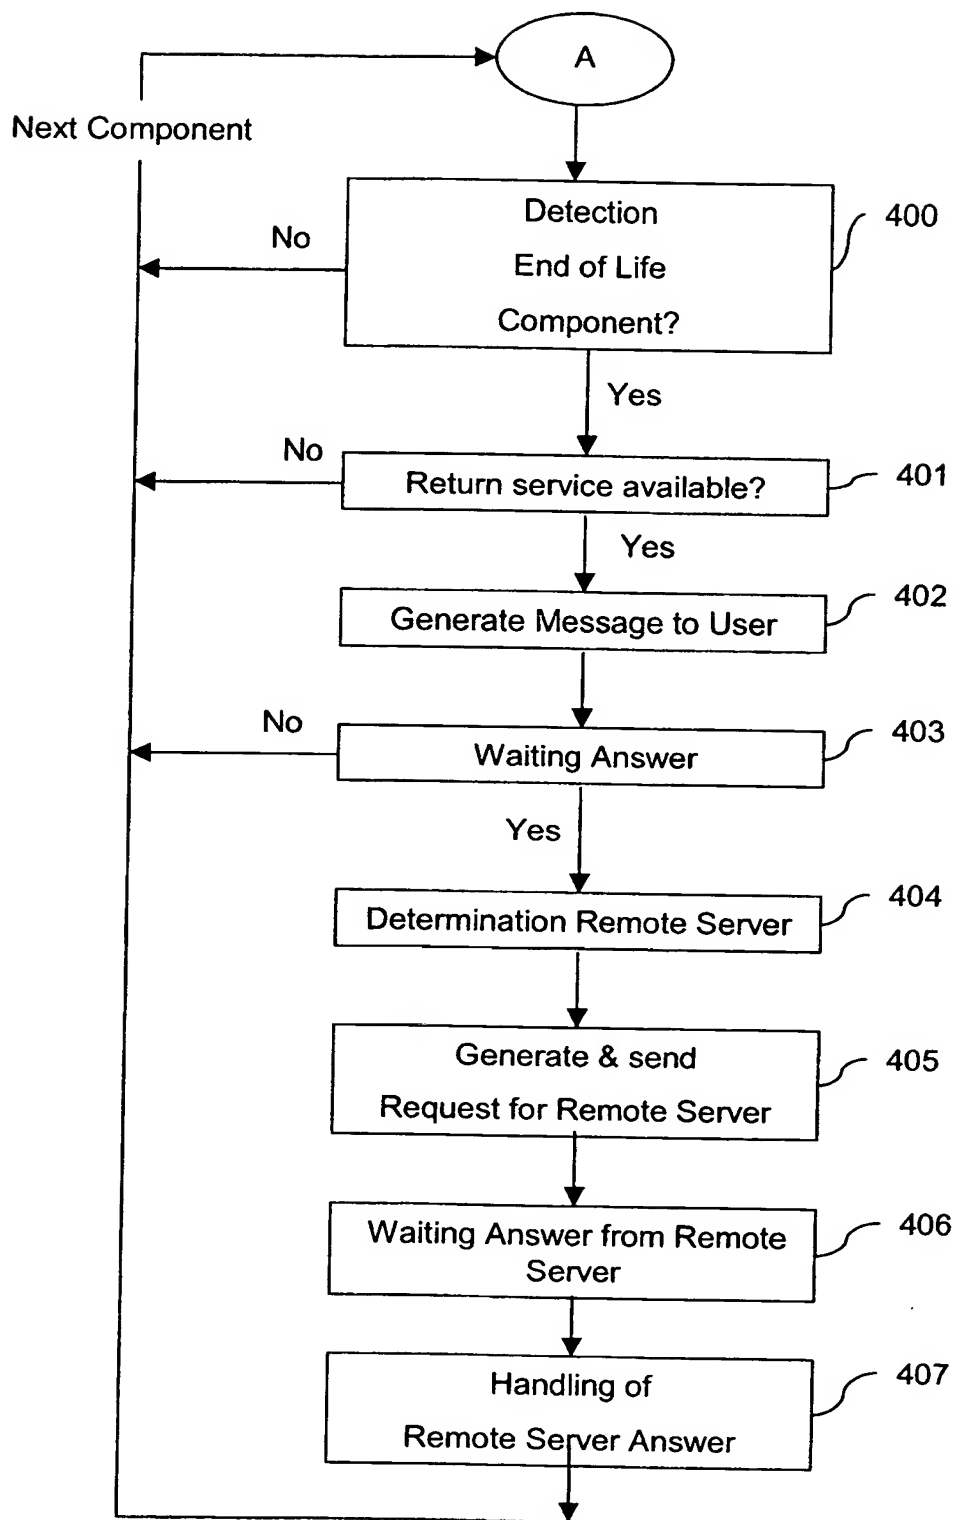 A
Next Component
Detection
End of Life
Component?
400
No
Yes
No
Return service available?
401
Yes
Generate Message to User
402
No
Waiting Answer
403
Yes
Determination Remote Server
404
Generate & send
Request for Remote Server
405
Waiting Answer from Remote
Server
406
Handling of
Remote Server Answer
407